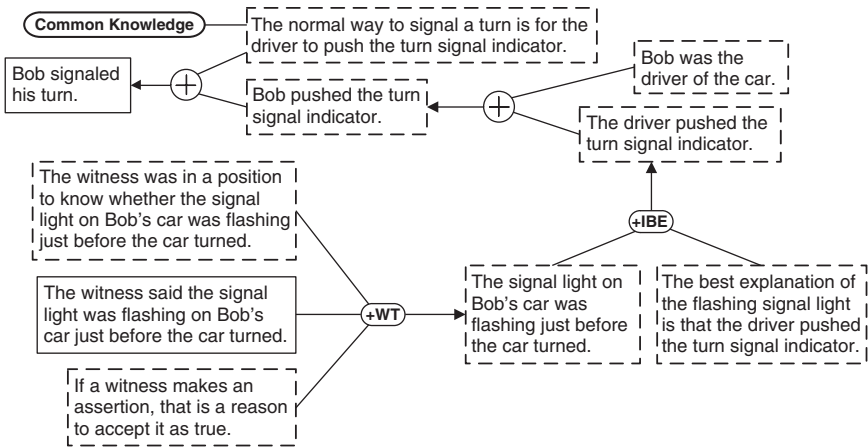 Common Knowledge
The normal way to signal a turn is for the
driver to push the turn signal indicator.
Bob signaled
his turn.
+
Bob pushed the turn
signal indicator.
+
Bob was the
driver of the car.
The driver pushed the
turn signal indicator.
The witness was in a position
to know whether the signal
light on Bob's car was flashing
just before the car turned.
+IBE
The witness said the signal
light was flashing on Bob's
car just before the car turned.
+WT
The signal light on
Bob's car was
flashing just before
the car turned.
The best explanation of
the flashing signal light
is that the driver pushed
the turn signal indicator.
If a witness makes an
assertion, that is a reason
to accept it as true.